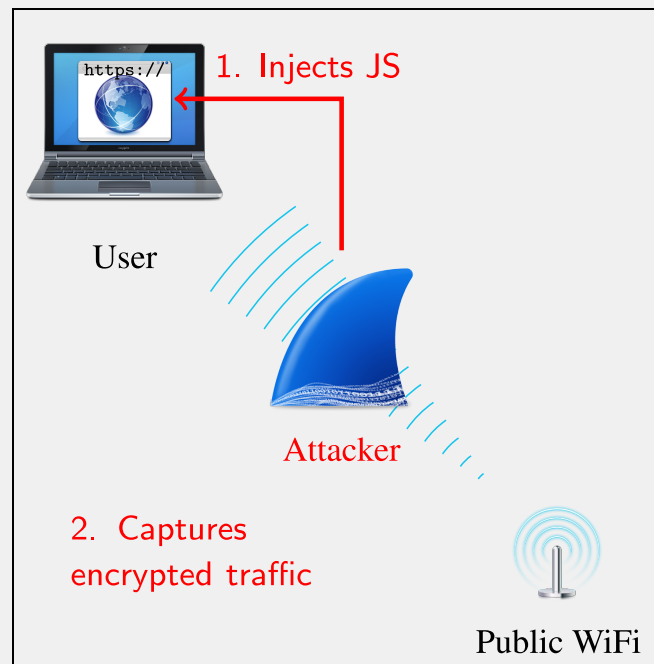 https://
1. Injects JS
User
Attacker
2. Captures
encrypted traffic
Public WiFi